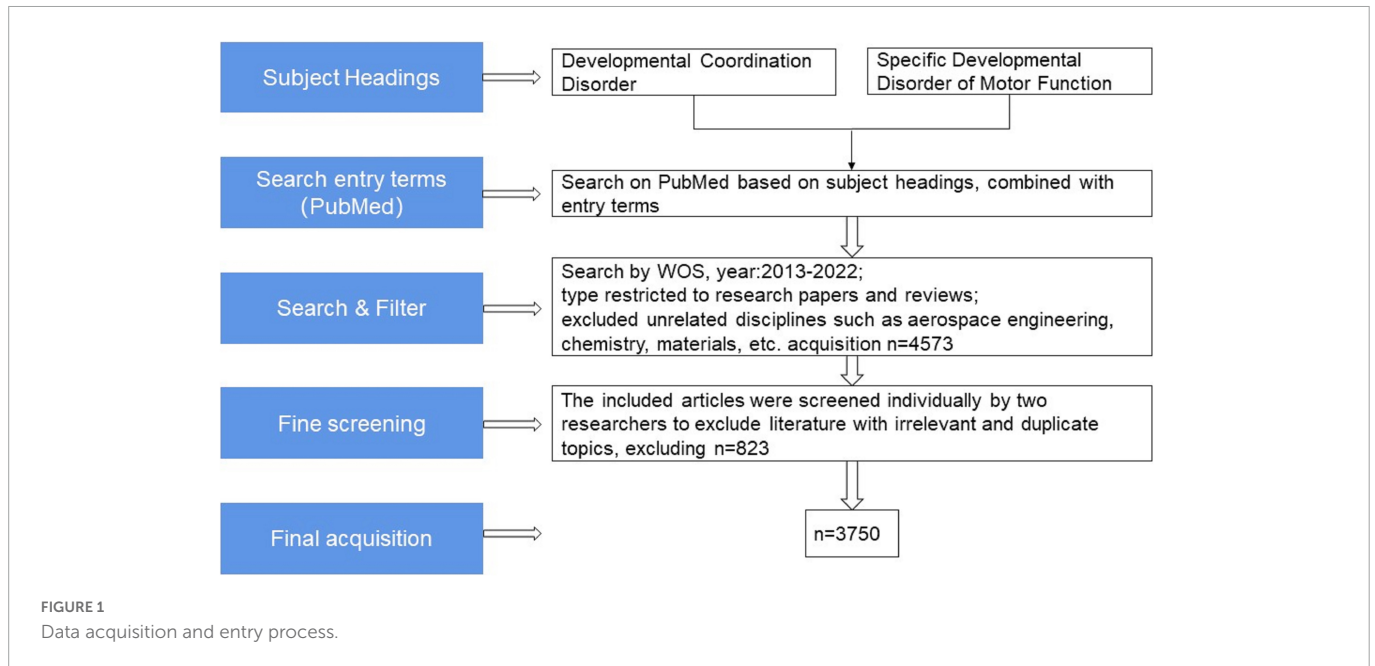 Subject Headings
Developmental Coordination
Disorder
Specific Developmental
Disorder of Motor Function
Search entry terms
(PubMed)
Search on PubMed based on subject headings, combined with
entry terms
Search & Filter
Search by WOS, year:2013-2022;
type restricted to research papers and reviews;
excluded unrelated disciplines such as aerospace engineering,
chemistry, materials, etc. acquisition n=4573
Fine screening
The included articles were screened individually by two
researchers to exclude literature with irrelevant and duplicate
topics, excluding n=823
Final acquisition
n=3750
FIGURE 1
Data acquisition and entry process.